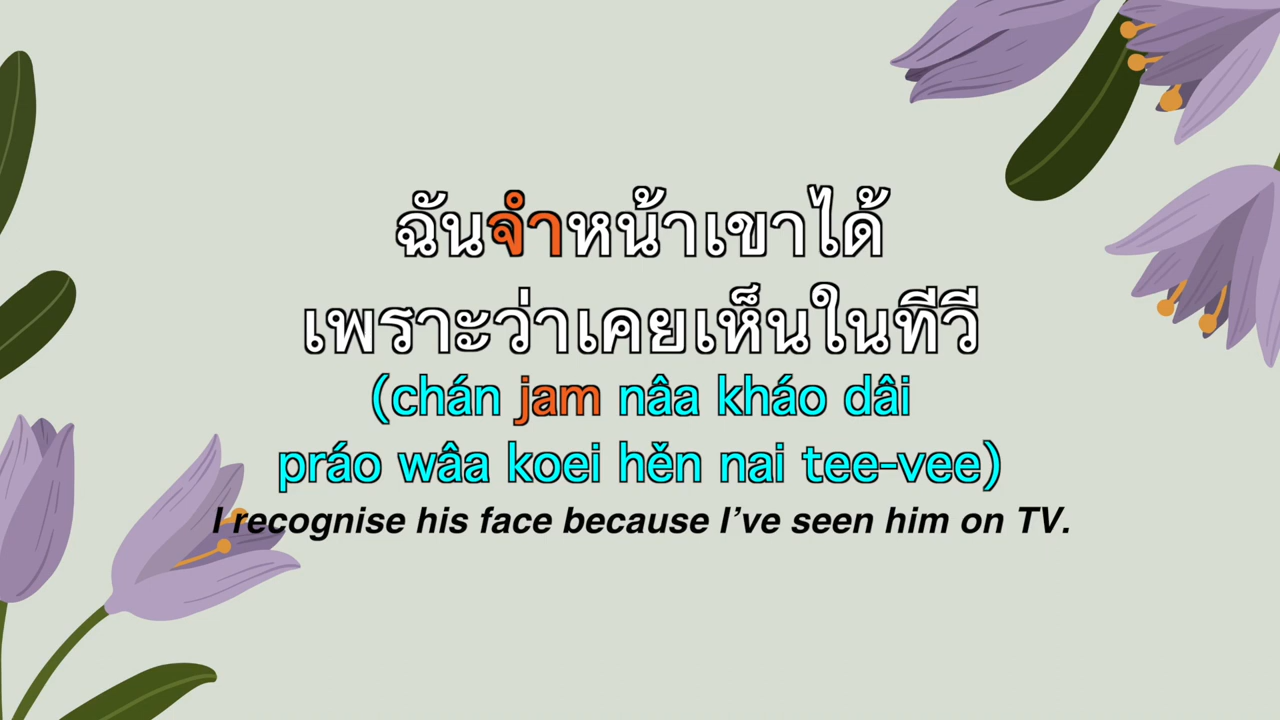 ฉันจำหน้าเขาได้
เพราะว่าเคยเห็นในทีวี
(chán jam nâa kháo dâi
práo wâa koei hěn nai tee-vee)
I recognise his face because I’ve seen him on TV.